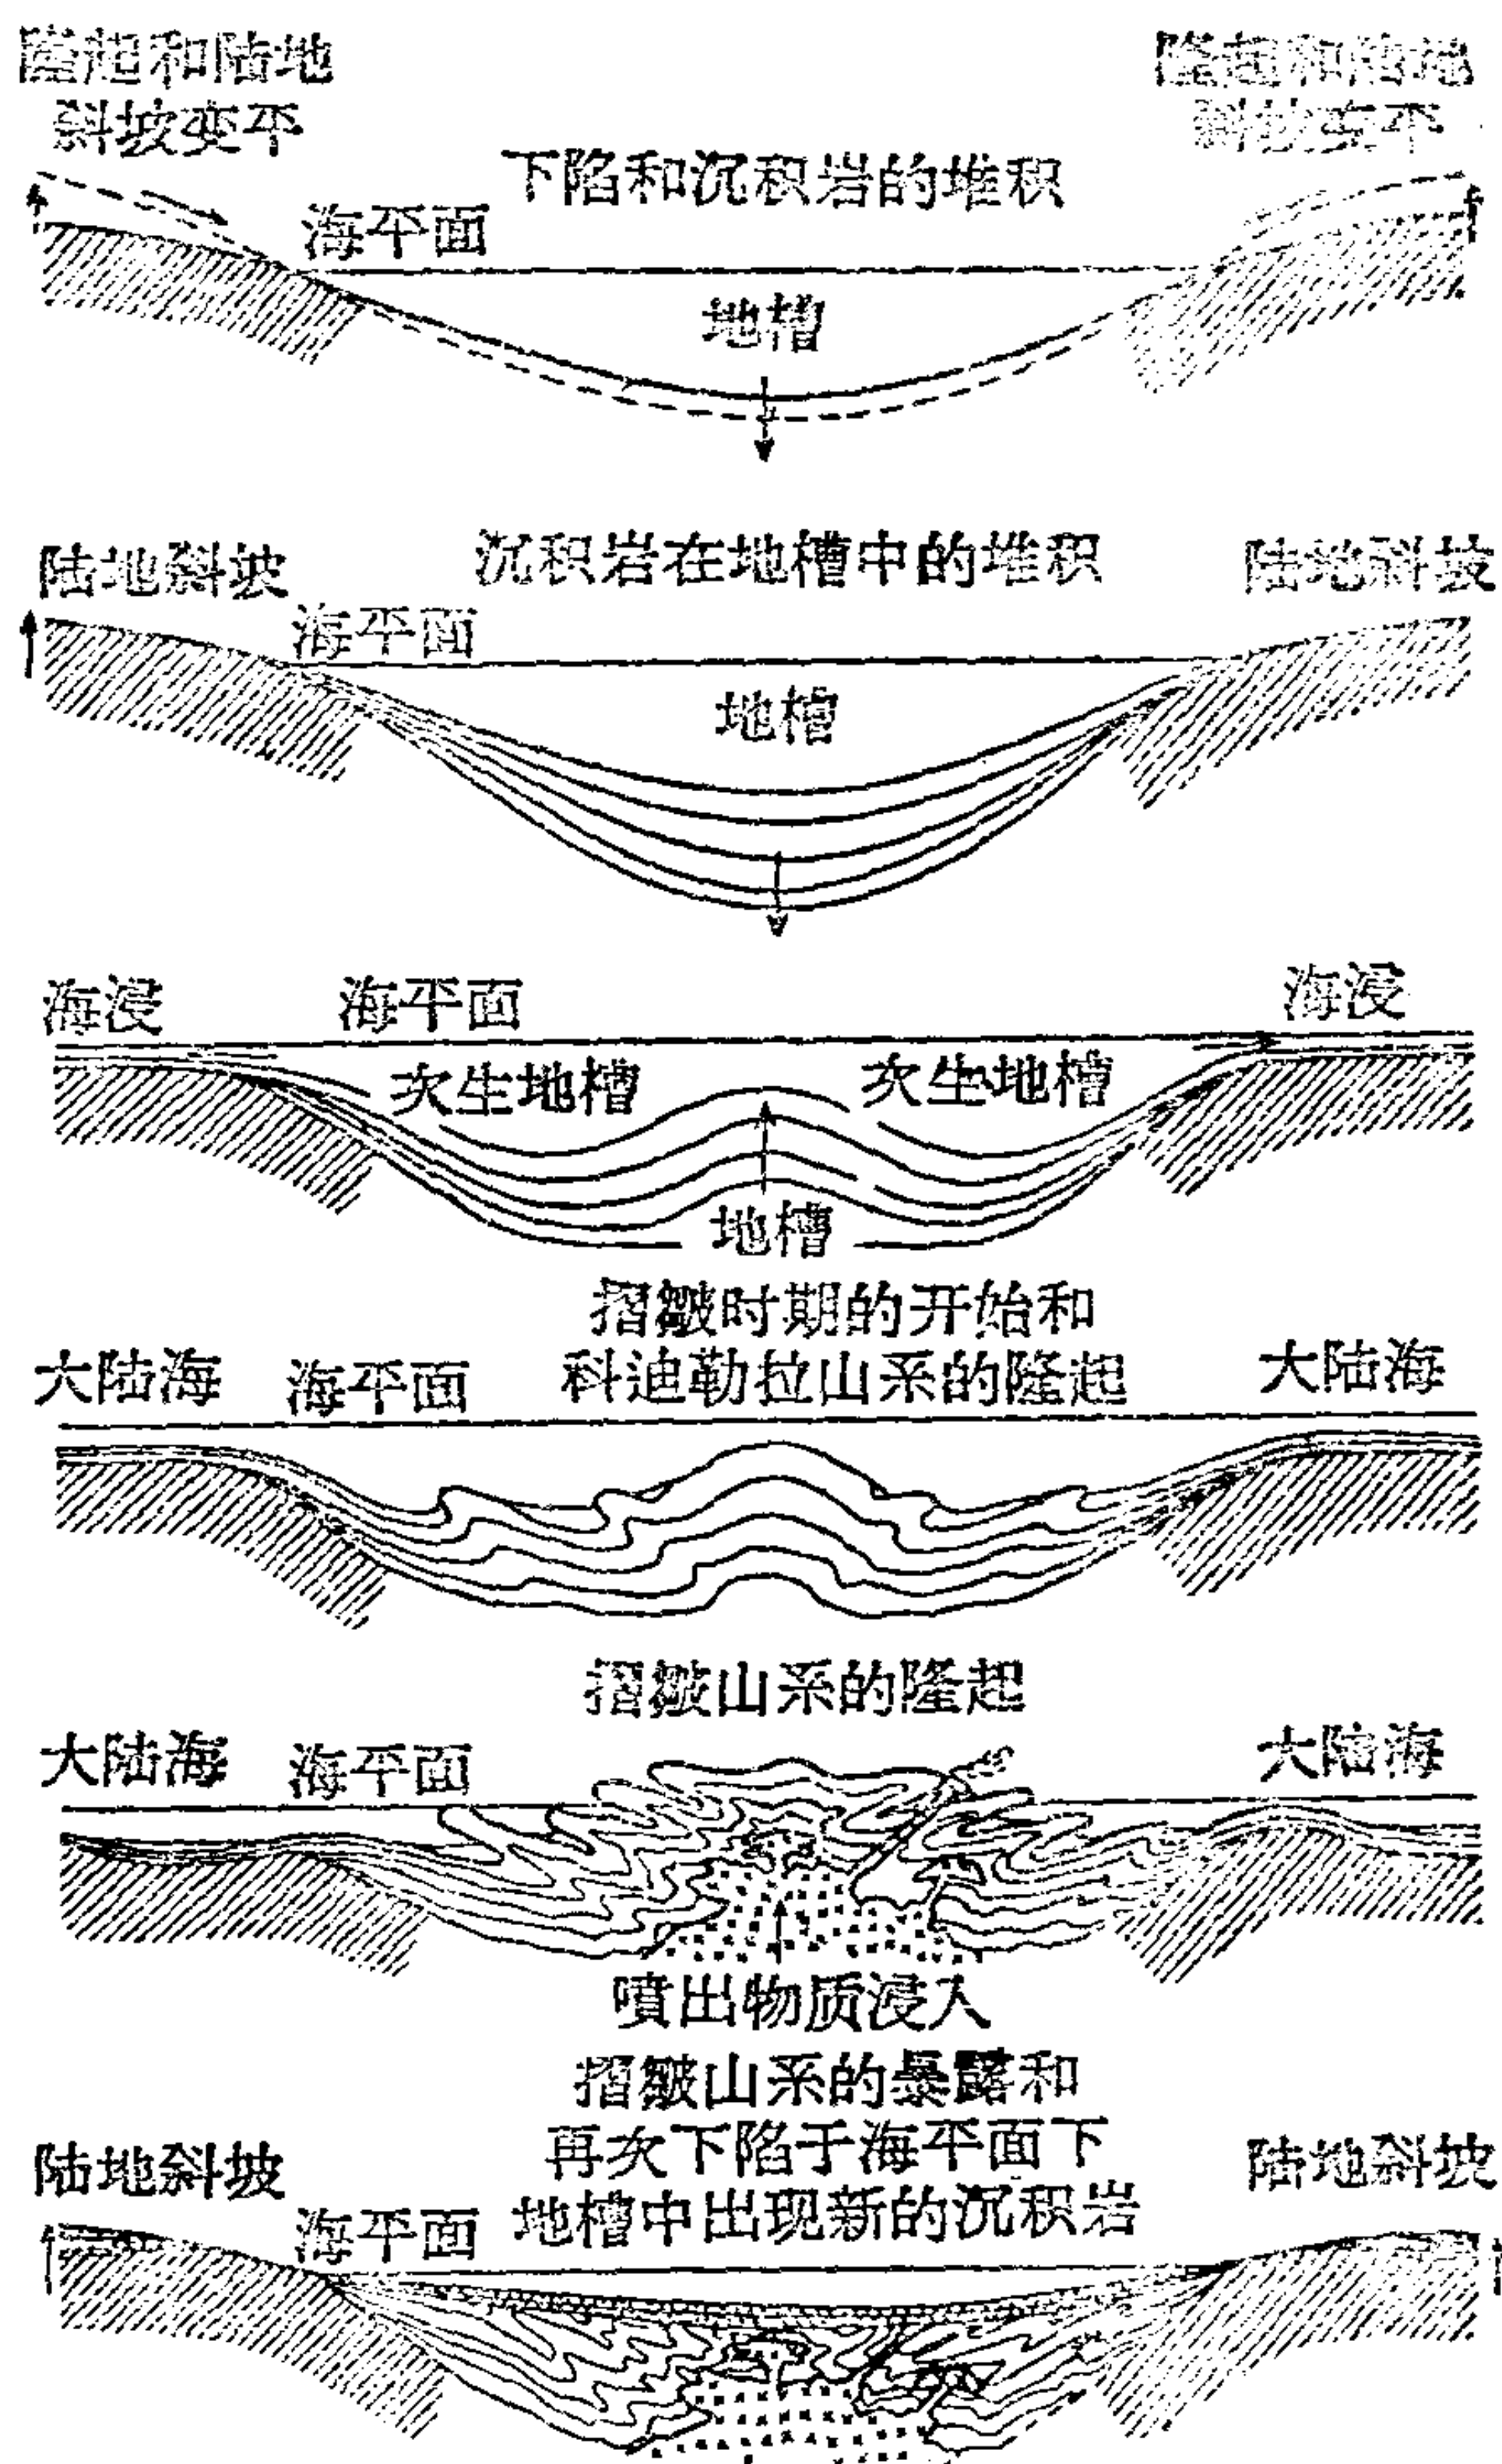 隆起和陆地
斜坡变平
隆起和陆地
斜坡变平
下陷和沉积岩的堆积
海平面
地槽
陆地斜坡
沉积岩在地槽中的堆积
陆地斜坡
海平面
地槽
海浸
海平面
海浸
次生地槽
次生地槽
地槽
摺皺时期的开始和
科迪勒拉山系的隆起
大陆海
海平面
大陆海
摺皺山系的隆起
大陆海
海平面
大陆海
噴出物质浸入
摺皺山系的暴露和
再次下陷于海平面下
地槽中出现新的沉积岩
陆地斜坡
海平面
陆地斜坡